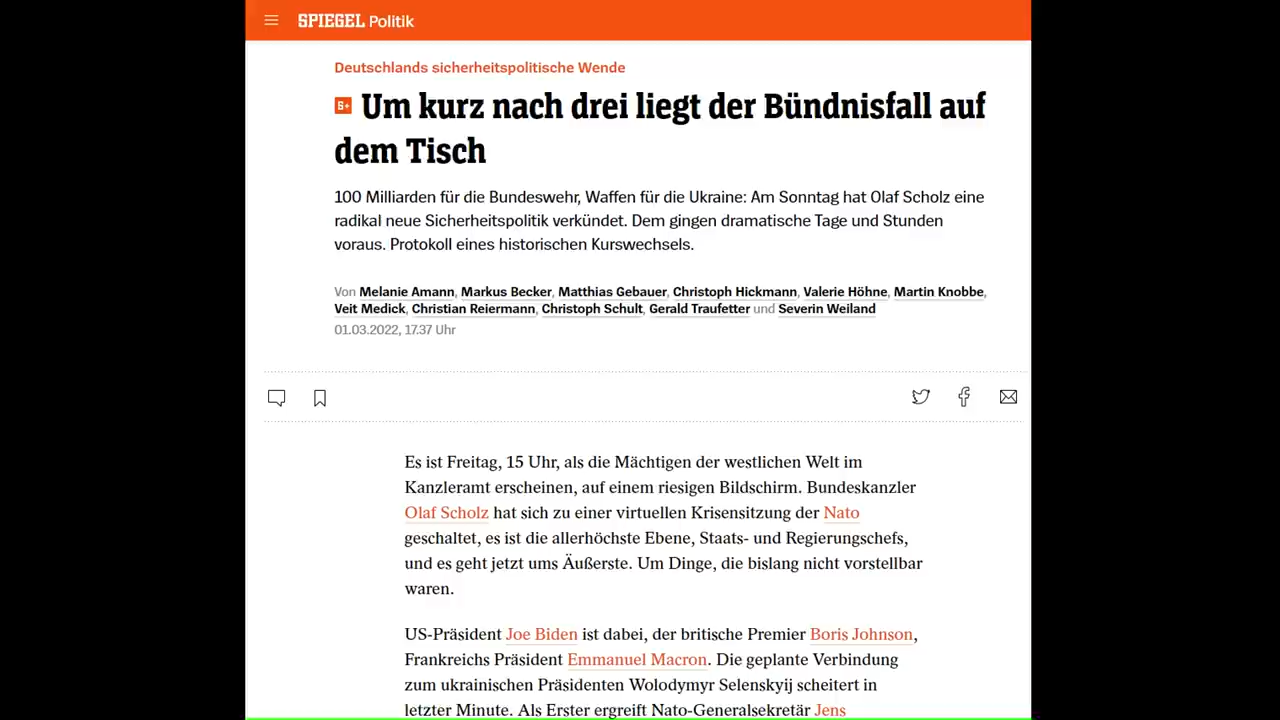 SPIEGEL Politik
Deutschlands sicherheitspolitische Wende
S+ Um kurz nach drei liegt der Bündnisfall auf
dem Tisch
100 Milliarden für die Bundeswehr, Waffen für die Ukraine: Am Sonntag hat Olaf Scholz eine
radikal neue Sicherheitspolitik verkündet. Dem gingen dramatische Tage und Stunden
voraus. Protokoll eines historischen Kurswechsels.
Von Melanie Amann, Markus Becker, Matthias Gebauer, Christoph Hickmann, Valerie Höhne, Martin Knobbe,
Veit Medick, Christian Reiermann, Christoph Schult, Gerald Traufetter und Severin Weiland
01.03.2022, 17.37 Uhr
Es ist Freitag, 15 Uhr, als die Mächtigen der westlichen Welt im
Kanzleramt erscheinen, auf einem riesigen Bildschirm. Bundeskanzler
Olaf Scholz hat sich zu einer virtuellen Krisensitzung der Nato
geschaltet, es ist die allerhöchste Ebene, Staats- und Regierungschefs,
und es geht jetzt ums Äußerste. Um Dinge, die bislang nicht vorstellbar
waren.
US-Präsident Joe Biden ist dabei, der britische Premier Boris Johnson,
Frankreichs Präsident Emmanuel Macron. Die geplante Verbindung
zum ukrainischen Präsidenten Wolodymyr Selenskyij scheitert in
letzter Minute. Als Erster ergreift Nato-Generalsekretär Jens